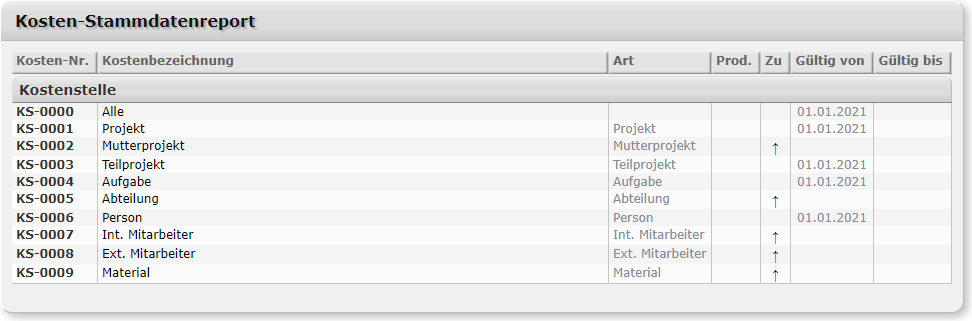 Kosten-Stammdatenreport
Kosten-Nr. Kostenbezeichnung Art Prod. Zu Gültig von Gültig bis
Kostenstelle
KS-0000 Alle 01.01.2021
KS-0001 Projekt Projekt 01.01.2021
KS-0002 Mutterprojekt Mutterprojekt ↑
KS-0003 Teilprojekt Teilprojekt 01.01.2021
KS-0004 Aufgabe Aufgabe 01.01.2021
KS-0005 Abteilung Abteilung ↑
KS-0006 Person Person 01.01.2021
KS-0007 Int. Mitarbeiter Int. Mitarbeiter ↑
KS-0008 Ext. Mitarbeiter Ext. Mitarbeiter ↑
KS-0009 Material Material ↑